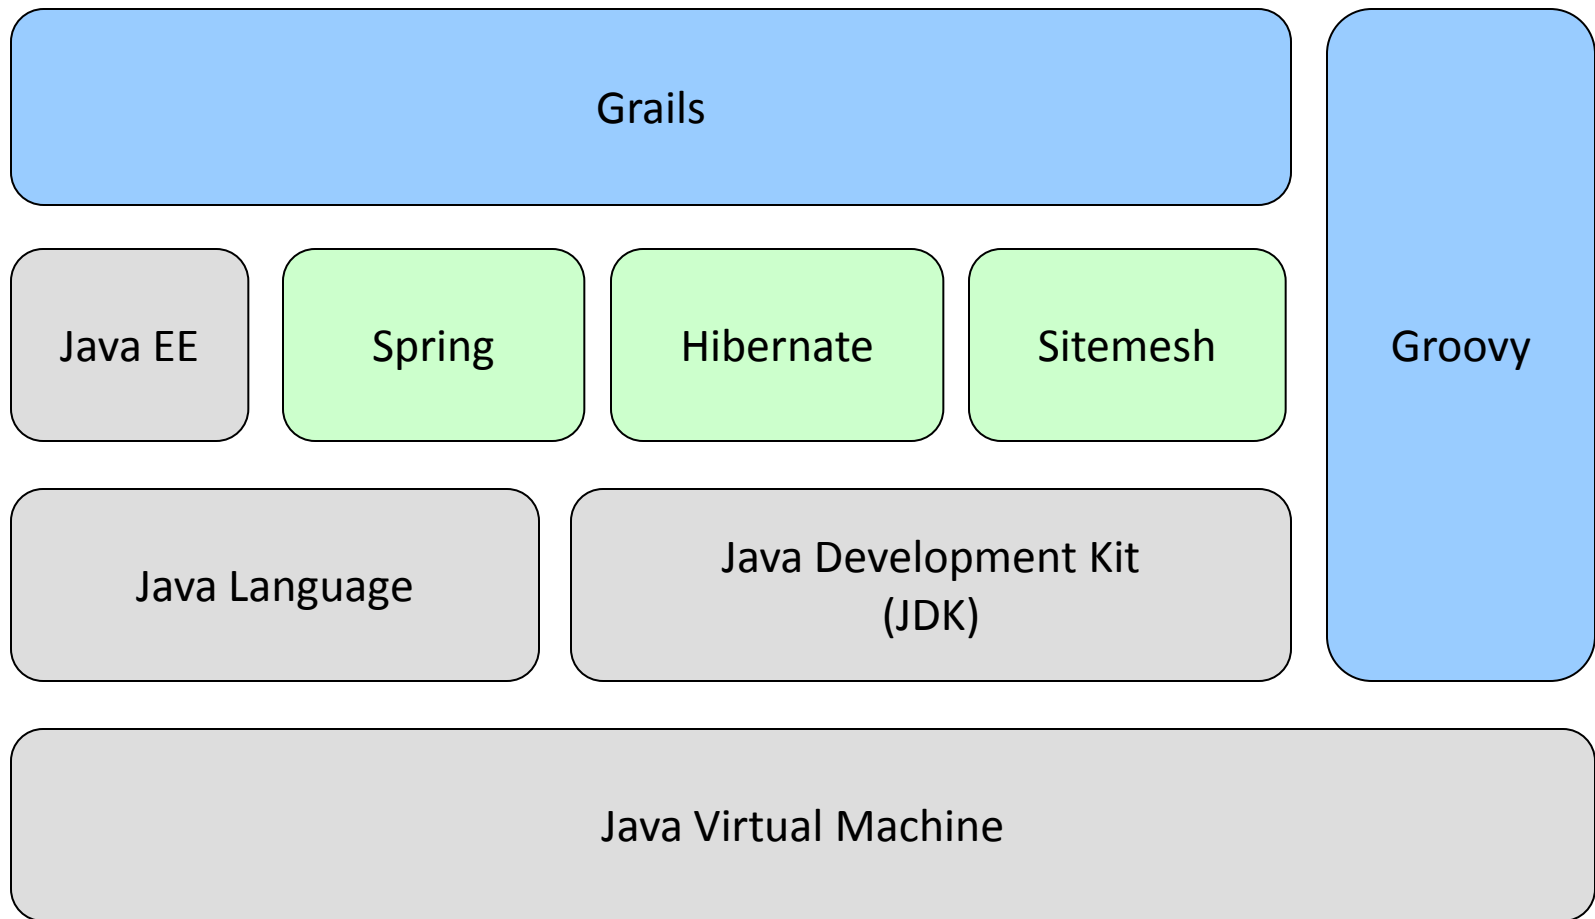 Grails
Java EE
Spring
Hibernate
Sitemesh
Groovy
Java Language
Java Development Kit
(JDK)
Java Virtual Machine